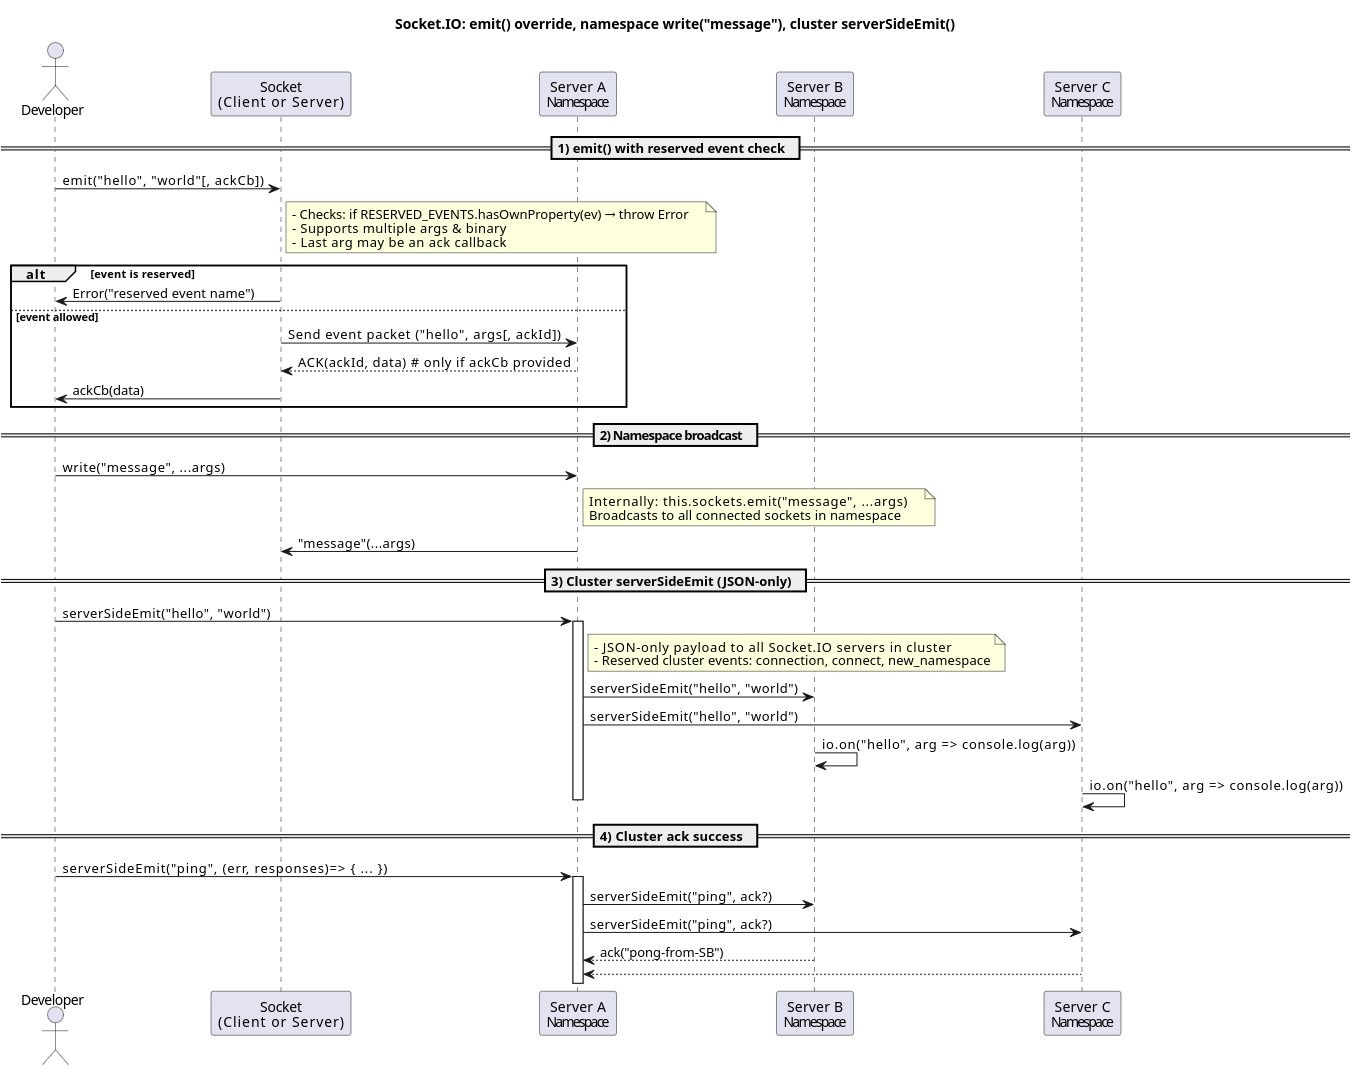 Socket.IO: emit() override, namespace write("message"), cluster serverSideEmit()
Developer
Socket
(Client or Server)
Server A
Namespace
Server B
Namespace
Server C
Namespace
1) emit() with reserved event check
emit("hello", "world"[, ackCb])
- Checks: if RESERVED_EVENTS.hasOwnProperty(ev) → throw Error
- Supports multiple args & binary
- Last arg may be an ack callback
alt [event is reserved]
Error("reserved event name")
[event allowed]
Send event packet ("hello", args[, ackId])
ACK(ackId, data) # only if ackCb provided
ackCb(data)
2) Namespace broadcast
write("message", ...args)
Internally: this.sockets.emit("message", ...args)
Broadcasts to all connected sockets in namespace
"message"(...args)
3) Cluster serverSideEmit (JSON-only)
serverSideEmit("hello", "world")
- JSON-only payload to all Socket.IO servers in cluster
- Reserved cluster events: connection, connect, new_namespace
serverSideEmit("hello", "world")
serverSideEmit("hello", "world")
io.on("hello", arg => console.log(arg))
io.on("hello", arg => console.log(arg))
4) Cluster ack success
serverSideEmit("ping", (err, responses)=> { ... })
serverSideEmit("ping", ack?)
serverSideEmit("ping", ack?)
ack("pong-from-SB")
Developer
Socket
(Client or Server)
Server A
Namespace
Server B
Namespace
Server C
Namespace